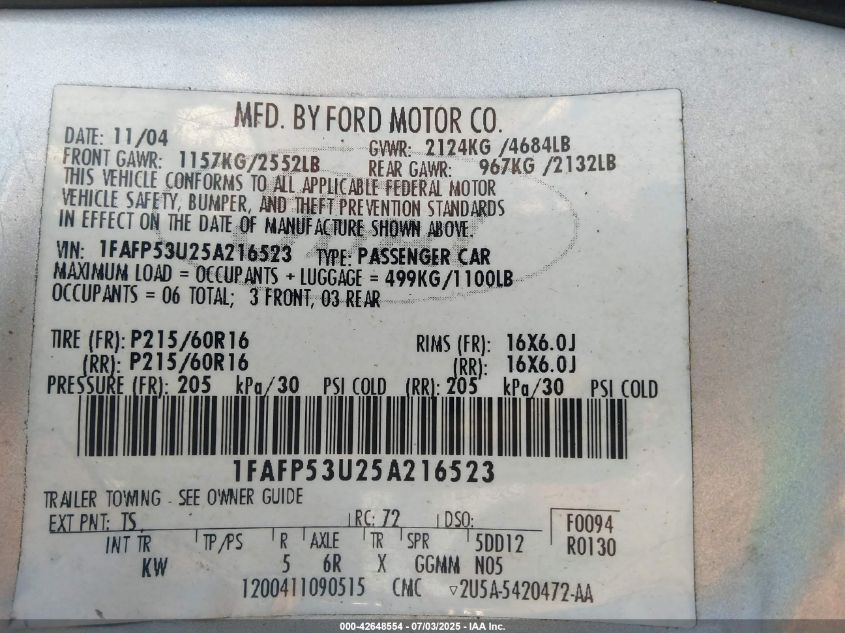 MFD. BY FORD MOTOR CO.
DATE: 11/04 GVWR: 2124KG /4684LB
FRONT GAWR: 1157KG/2552LB REAR GAWR: 967KG /2132LB
THIS VEHICLE CONFORMS TO ALL APPLICABLE FEDERAL MOTOR
VEHICLE SAFETY, BUMPER, AND THEFT PREVENTION STANDARDS
IN EFFECT ON THE DATE OF MANUFACTURE SHOWN ABOVE.
VIN: 1FAFP53U25A216523 TYPE: PASSENGER CAR
MAXIMUM LOAD = OCCUPANTS + LUGGAGE = 499KG/1100LB
OCCUPANTS = 06 TOTAL; 3 FRONT, 03 REAR
TIRE (FR): P215/60R16 RIMS (FR): 16X6.0J
(RR): P215/60R16 (RR): 16X6.0J
PRESSURE (FR): 205 kPa/30 PSI COLD (RR): 205 kPa/30 PSI COLD
1FAFP53U25A216523
TRAILER TOWING - SEE OWNER GUIDE
EXT PNT: TS RC: 72 DSO: F0094
INT TR TP/PS R AXLE TR SPR 5DD12 R0130
KW 5 6R X GGMM N05
1200411090515 CMC ▽2U5A-5420472-AA
000-42648554 / 07/03/2025 - IAA Inc.